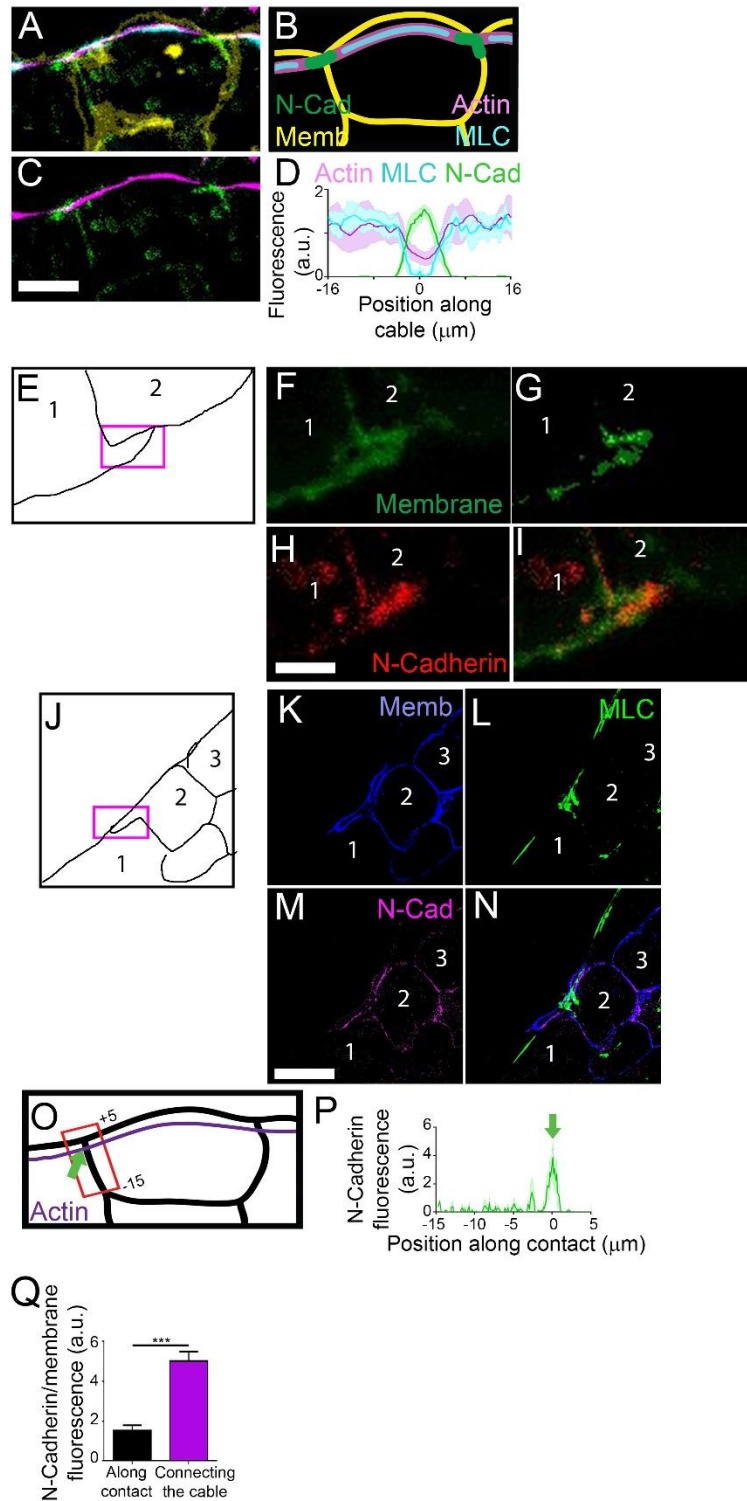 A
B
N-Cad
Actin
Memb
MLC
C
D
Actin MLC N-Cad
Fluorescence
(a.u.)
2
0
-16
0
16
Position along
cable (μm)
E
1
2
F
1
2
Membrane
G
1
2
H
1
2
N-Cadherin
I
1
2
J
1
2
3
K
Memb
1
2
3
L
MLC
1
2
3
M
N-Cad
1
2
3
N
1
2
3
O
+5
-15
Actin
P
N-Cadherin
fluorescence
(a.u.)
6
4
2
0
-15
-10
-5
0
5
Position along contact (μm)
Q
N-Cadherin/membrane
fluorescence (a.u.)
6
4
2
0
***
Along
contact
Connecting
the cable